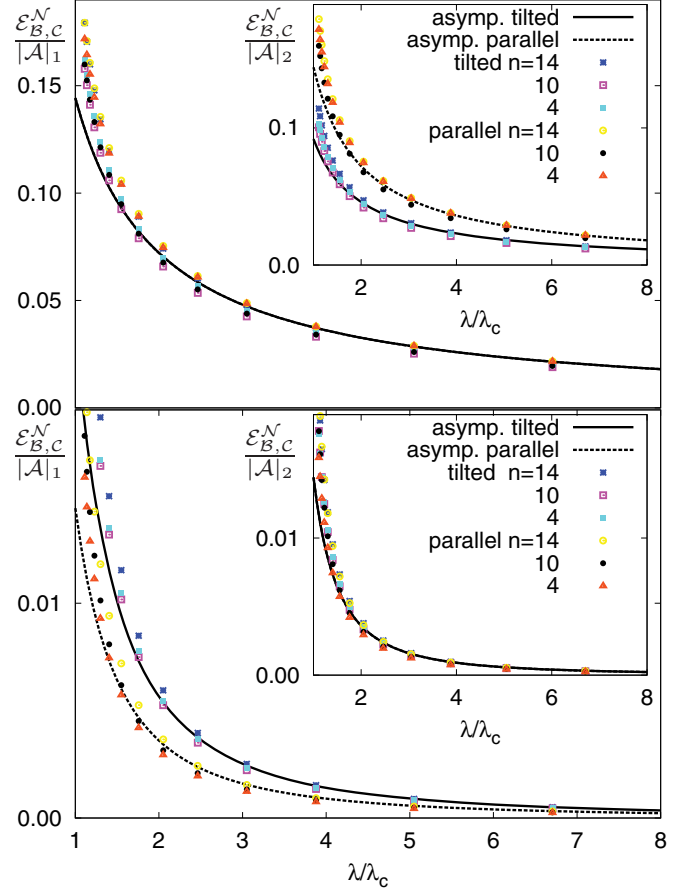 ℰ^𝒩_{ℬ,𝒞} / |𝒜|_1
0.15
0.10
0.05
0.00
ℰ^𝒩_{ℬ,𝒞} / |𝒜|_2
0.1
0.0
asymp. tilted
asymp. parallel
tilted n=14
10
4
parallel n=14
10
4
2 4 6 8
λ/λ_c
ℰ^𝒩_{ℬ,𝒞} / |𝒜|_1
0.01
0.00
ℰ^𝒩_{ℬ,𝒞} / |𝒜|_2
0.01
0.00
asymp. tilted
asymp. parallel
tilted n=14
10
4
parallel n=14
10
4
2 4 6 8
λ/λ_c
1 2 3 4 5 6 7 8
λ/λ_c